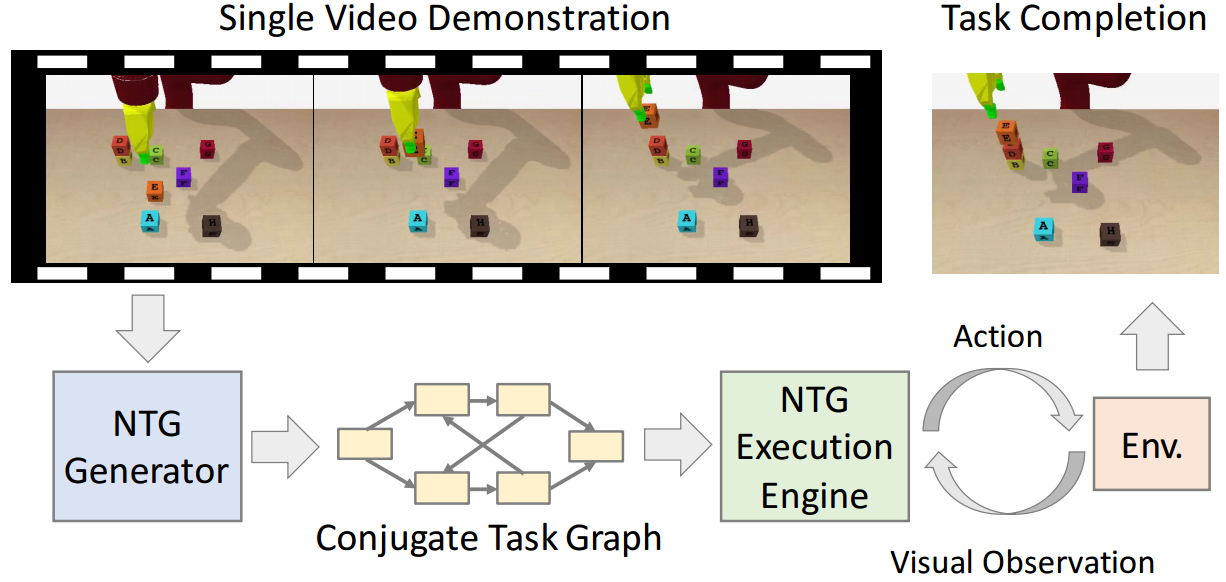 Single Video Demonstration
Task Completion
D
D
B
C
C
G
G
F
F
E
E
A
A
H
D
D
B
C
G
G
F
F
A
A
H
E
E
D
D
B
C
C
G
G
F
F
A
A
H
E
E
D
B
C
C
G
G
F
F
A
H
NTG
Generator
Conjugate Task Graph
NTG
Execution
Engine
Action
Env.
Visual Observation